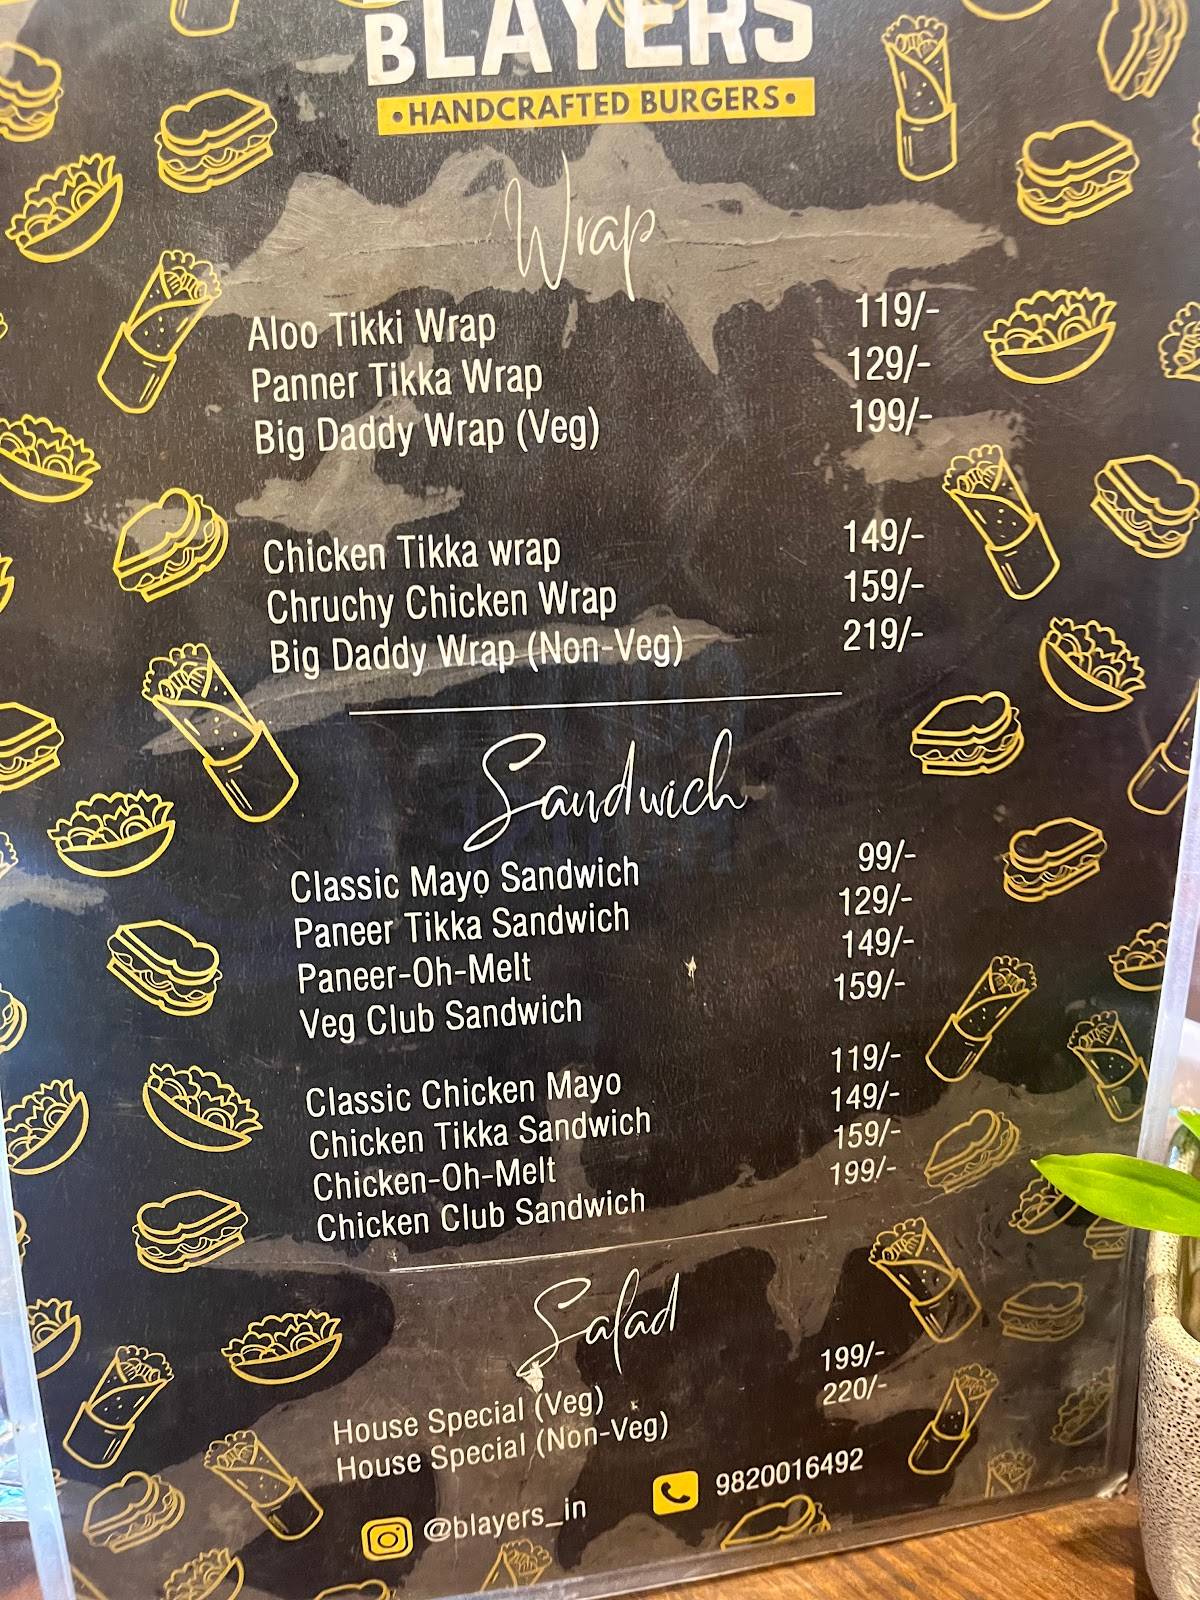 BLAYERS
•HANDCRAFTED BURGERS•
Wrap
Aloo Tikki Wrap 119/-
Panner Tikka Wrap 129/-
Big Daddy Wrap (Veg) 199/-
Chicken Tikka wrap 149/-
Chruchy Chicken Wrap 159/-
Big Daddy Wrap (Non-Veg) 219/-
Sandwich
Classic Mayo Sandwich 99/-
Paneer Tikka Sandwich 129/-
Paneer-Oh-Melt 149/-
Veg Club Sandwich 159/-
Classic Chicken Mayo 119/-
Chicken Tikka Sandwich 149/-
Chicken-Oh-Melt 159/-
Chicken Club Sandwich 199/-
Salad
House Special (Veg) 199/-
House Special (Non-Veg) 220/-
@blayers_in 9820016492